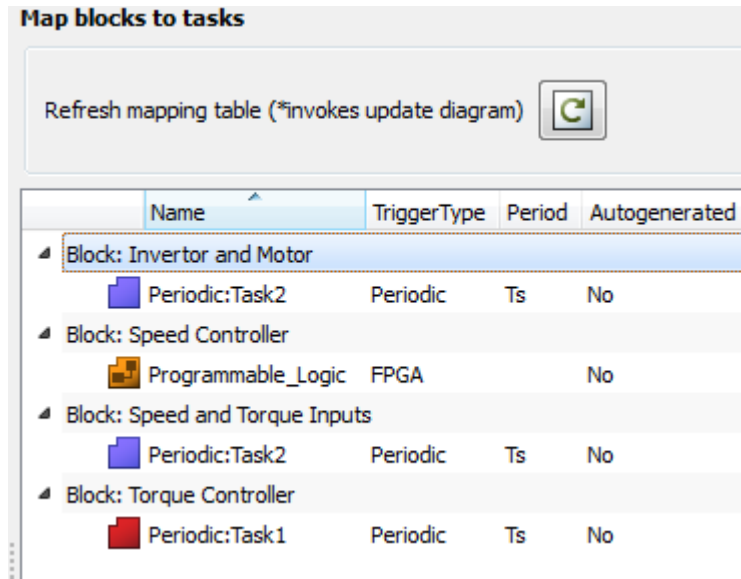 Map blocks to tasks
Refresh mapping table (*invokes update diagram)
Name TriggerType Period Autogenerated
Block: Invertor and Motor
Periodic:Task2 Periodic Ts No
Block: Speed Controller
Programmable_Logic FPGA No
Block: Speed and Torque Inputs
Periodic:Task2 Periodic Ts No
Block: Torque Controller
Periodic:Task1 Periodic Ts No